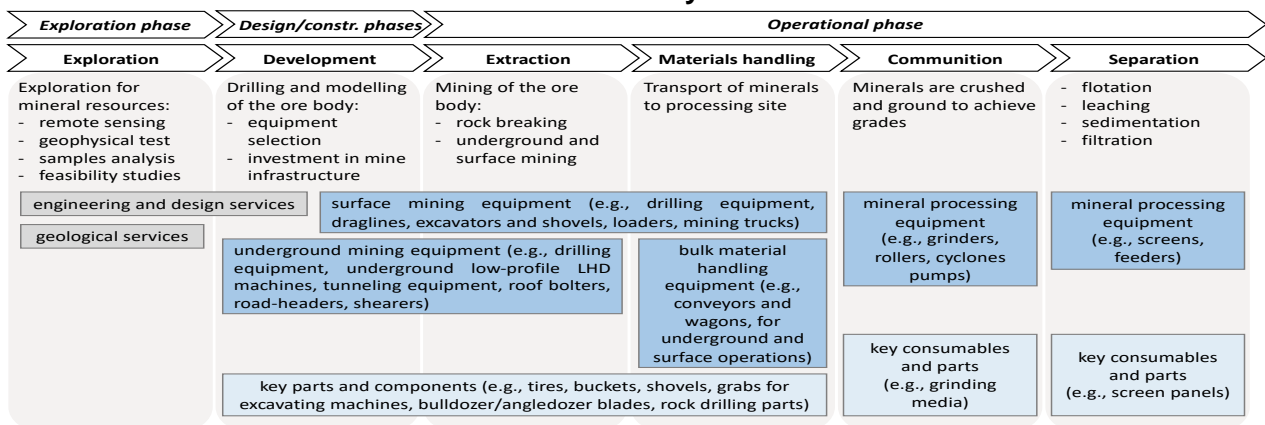 Exploration phase
Design/constr. phases
Operational phase
Exploration
Development
Extraction
Materials handling
Communition
Separation
Exploration for
mineral resources:
- remote sensing
- geophysical test
- samples analysis
- feasibility studies
Drilling and modelling
of the ore body:
- equipment
selection
- investment in mine
infrastructure
Mining of the ore
body:
- rock breaking
- underground and
surface mining
Transport of minerals
to processing site
Minerals are crushed
and ground to achieve
grades
- flotation
- leaching
- sedimentation
- filtration
engineering and design services
geological services
surface mining equipment (e.g., drilling equipment,
draglines, excavators and shovels, loaders, mining trucks)
underground mining equipment (e.g., drilling
equipment, underground low-profile LHD
machines, tunneling equipment, roof bolters,
road-headers, shearers)
bulk material
handling
equipment (e.g.,
conveyors and
wagons, for
underground and
surface operations)
mineral processing
equipment
(e.g., grinders,
rollers, cyclones
pumps)
mineral processing
equipment
(e.g., screens,
feeders)
key parts and components (e.g., tires, buckets, shovels, grabs for
excavating machines, bulldozer/angledozer blades, rock drilling parts)
key consumables
and parts
(e.g., grinding
media)
key consumables
and parts
(e.g., screen panels)